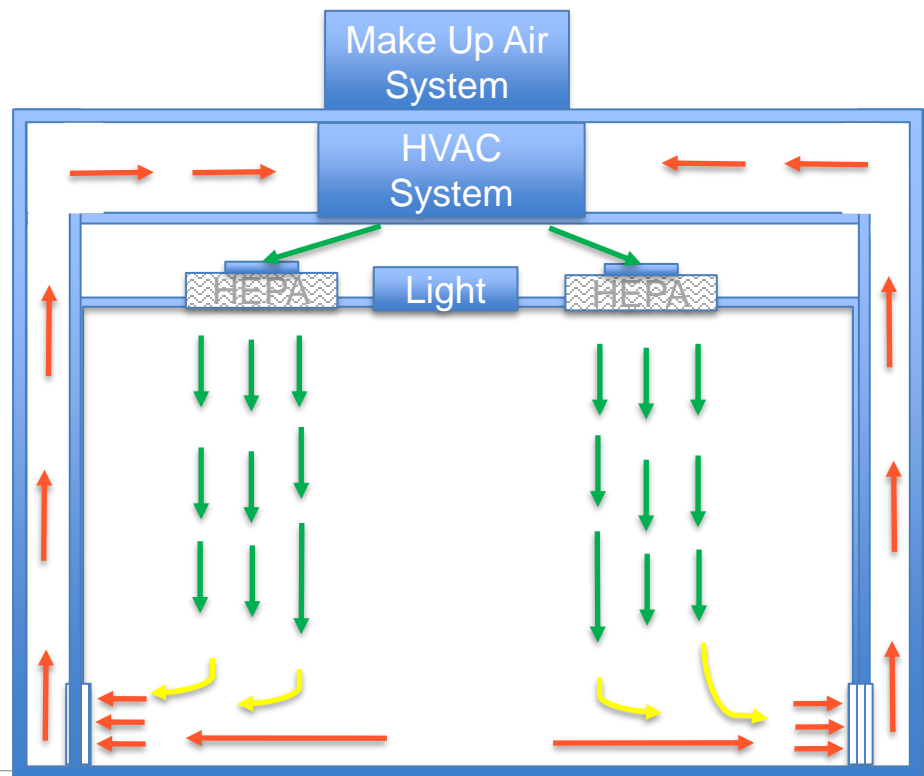 Make Up Air
System
HVAC
System
HEPA
Light
HEPA